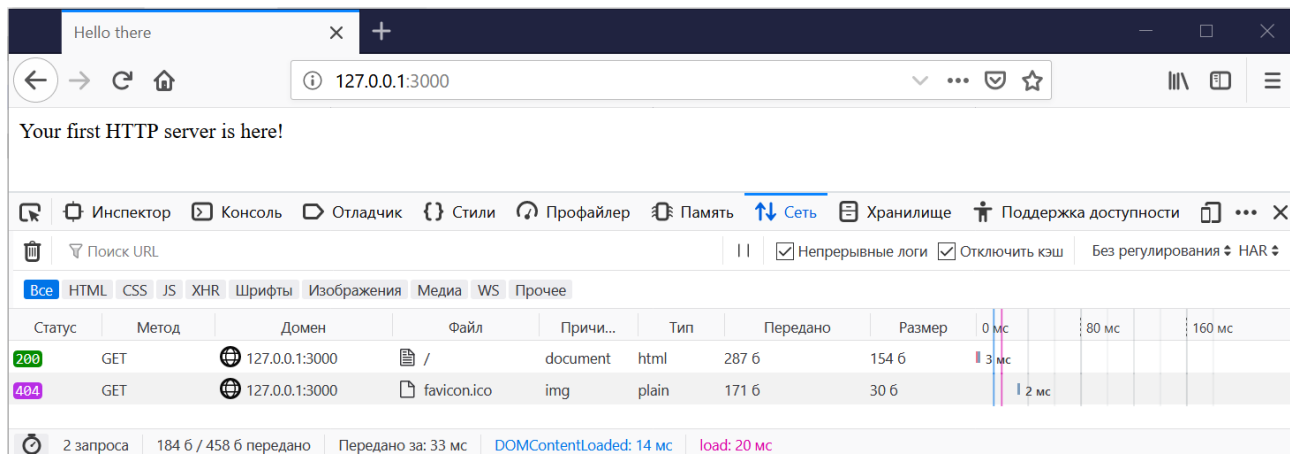 Hello there
127.0.0.1:3000
Your first HTTP server is here!
Инспектор Консоль Отладчик Стили Профайлер Память Сеть Хранилище Поддержка доступности
Поиск URL Непрерывные логи Отключить кэш Без регулирования HAR
Все HTML CSS JS XHR Шрифты Изображения Медиа WS Прочее
Статус Метод Домен Файл Причи... Тип Передано Размер 0 мс 80 мс 160 мс
200 GET 127.0.0.1:3000 / document html 287 б 154 б 3 мс
404 GET 127.0.0.1:3000 favicon.ico img plain 171 б 30 б 2 мс
2 запроса 184 б / 458 б передано Передано за: 33 мс DOMContentLoaded: 14 мс load: 20 мс